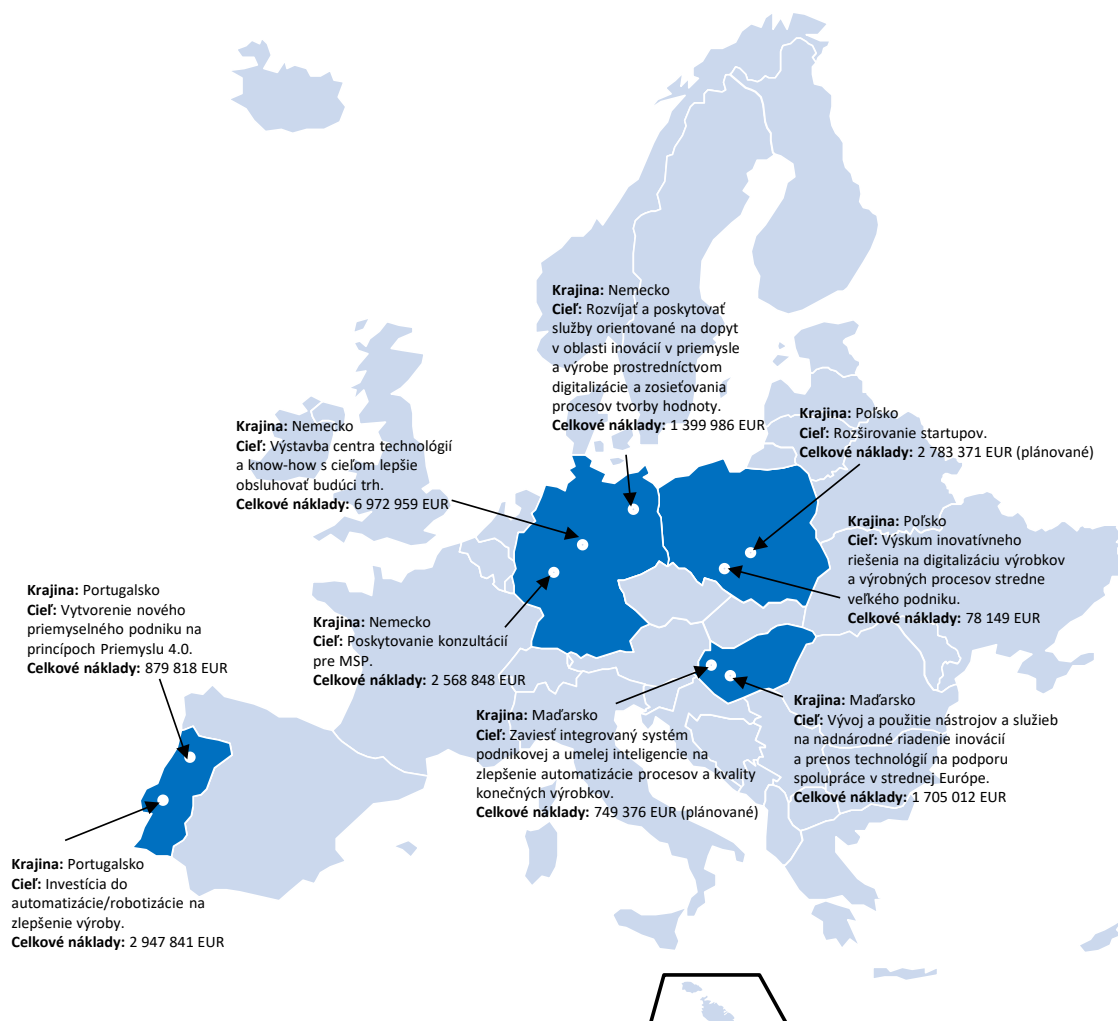 Krajina: Nemecko
Cieľ: Rozvíjať a poskytovať
služby orientované na dopyt
v oblasti inovácií v priemysle
a výrobe prostredníctvom
digitalizácie a zosieťovania
procesov tvorby hodnoty.
Celkové náklady: 1 399 986 EUR
Krajina: Nemecko
Cieľ: Výstavba centra technológií
a know-how s cieľom lepšie
obsluhovať budúci trh.
Celkové náklady: 6 972 959 EUR
Krajina: Poľsko
Cieľ: Rozširovanie startupov.
Celkové náklady: 2 783 371 EUR (plánované)
Krajina: Poľsko
Cieľ: Výskum inovatívneho
riešenia na digitalizáciu výrobkov
a výrobných procesov stredne
veľkého podniku.
Celkové náklady: 78 149 EUR
Krajina: Portugalsko
Cieľ: Vytvorenie nového
priemyselného podniku na
princípoch Priemyslu 4.0.
Celkové náklady: 879 818 EUR
Krajina: Nemecko
Cieľ: Poskytovanie konzultácií
pre MSP.
Celkové náklady: 2 568 848 EUR
Krajina: Maďarsko
Cieľ: Zaviesť integrovaný systém
podnikovej a umelej inteligencie na
zlepšenie automatizácie procesov a kvality
konečných výrobkov.
Celkové náklady: 749 376 EUR (plánované)
Krajina: Maďarsko
Cieľ: Vývoj a použitie nástrojov a služieb
na nadnárodné riadenie inovácií
a prenos technológií na podporu
spolupráce v strednej Európe.
Celkové náklady: 1 705 012 EUR
Krajina: Portugalsko
Cieľ: Investícia do
automatizácie/robotizácie na
zlepšenie výroby.
Celkové náklady: 2 947 841 EUR